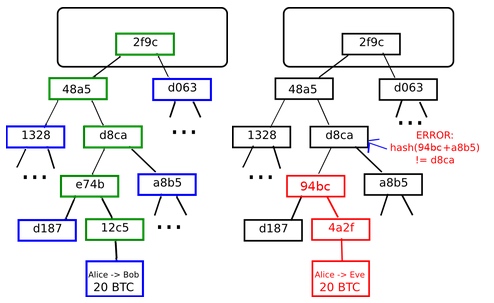 2f9c
48a5
d063
1328
d8ca
...
...
e74b
a8b5
d187
12c5
...
Alice -> Bob
20 BTC
2f9c
48a5
d063
...
1328
d8ca
ERROR:
hash(94bc+a8b5)
!= d8ca
...
94bc
a8b5
d187
4a2f
...
Alice -> Eve
20 BTC